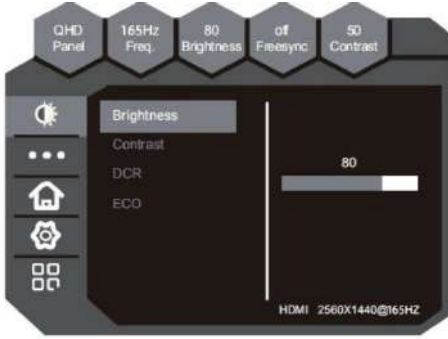 QHD
Panel
165Hz
Freq.
80
Brightness
off
Freesync
50
Contrast
Brightness
Contrast
DCR
ECO
80
HDMI 2560X1440@165HZ